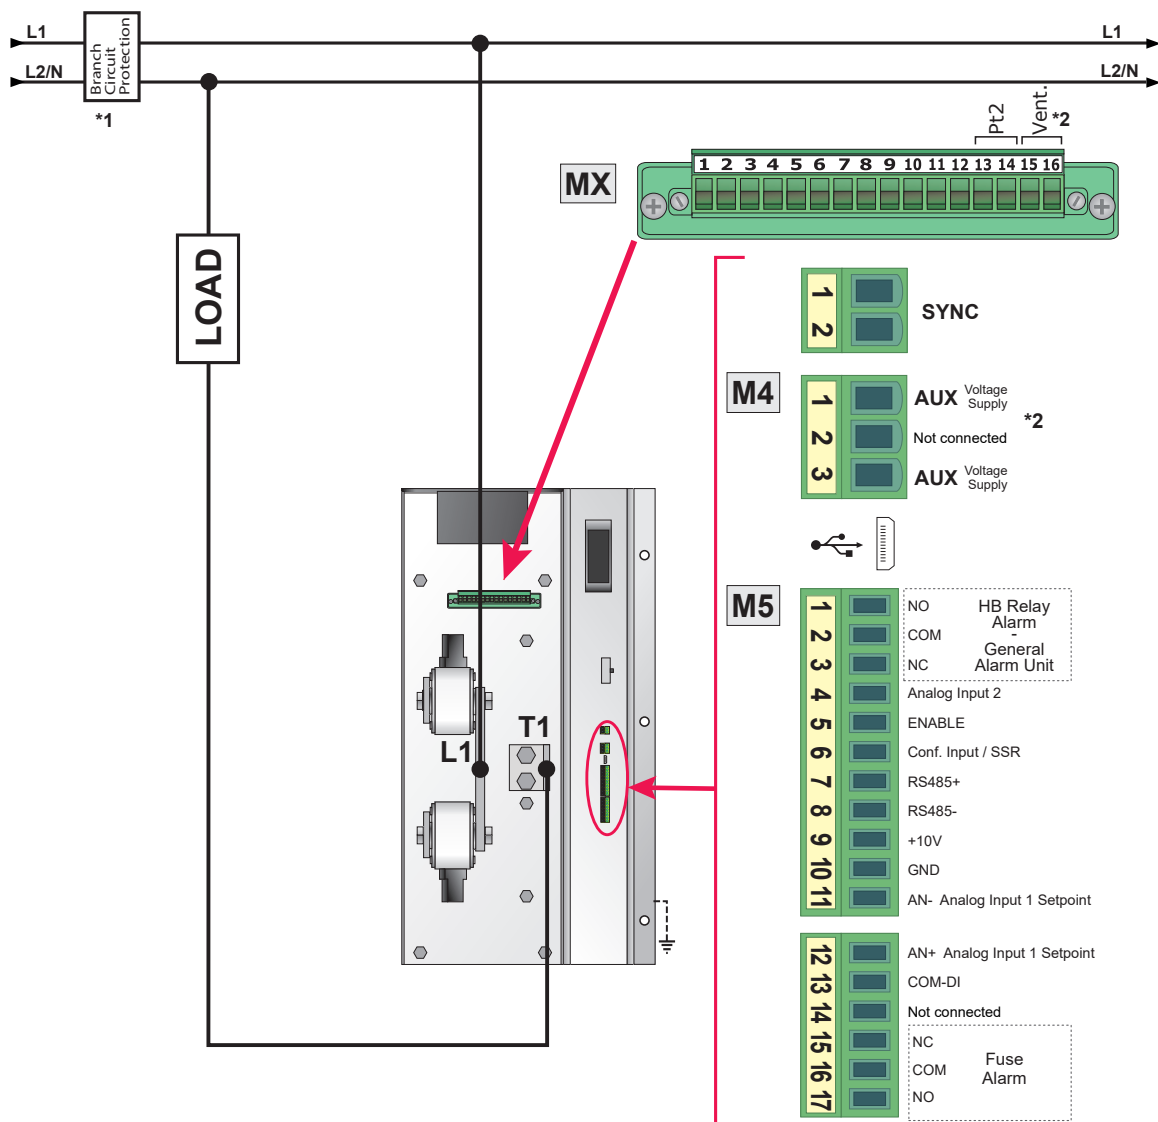 L1
L1
L2/N
L2/N
Branch
Circuit
Protection
*1
Pt2
Vent.
*2
MX
1 2 3 4 5 6 7 8 9 10 11 12 13 14 15 16
LOAD
1
2
SYNC
M4
1 AUX Voltage Supply
2 Not connected
3 AUX Voltage Supply
*2
M5
1 NO
2 COM
3 NC
HB Relay
Alarm
-
General
Alarm Unit
4 Analog Input 2
5 ENABLE
6 Conf. Input / SSR
7 RS485+
8 RS485-
9 +10V
10 GND
11 AN- Analog Input 1 Setpoint
12 AN+ Analog Input 1 Setpoint
13 COM-DI
14 Not connected
15 NC
16 COM
17 NO
Fuse
Alarm
T1
L1